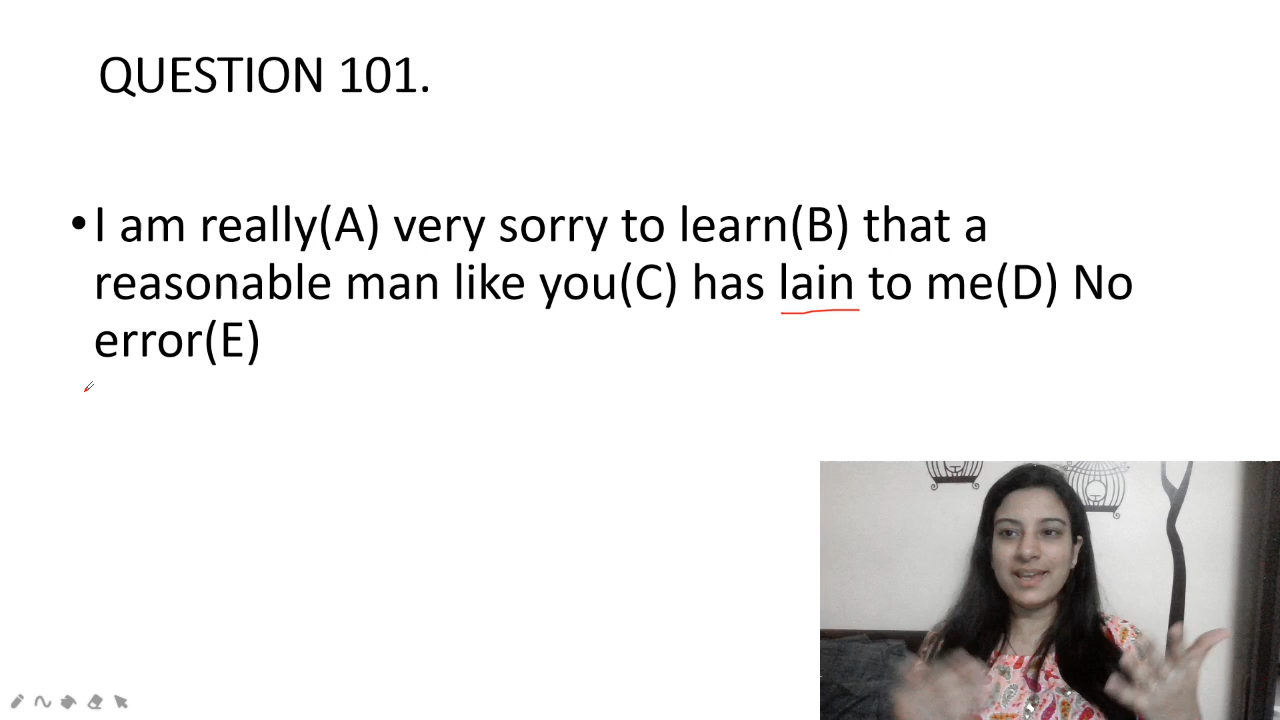 QUESTION 101.
•I am really(A) very sorry to learn(B) that a
reasonable man like you(C) has lain to me(D) No
error(E)